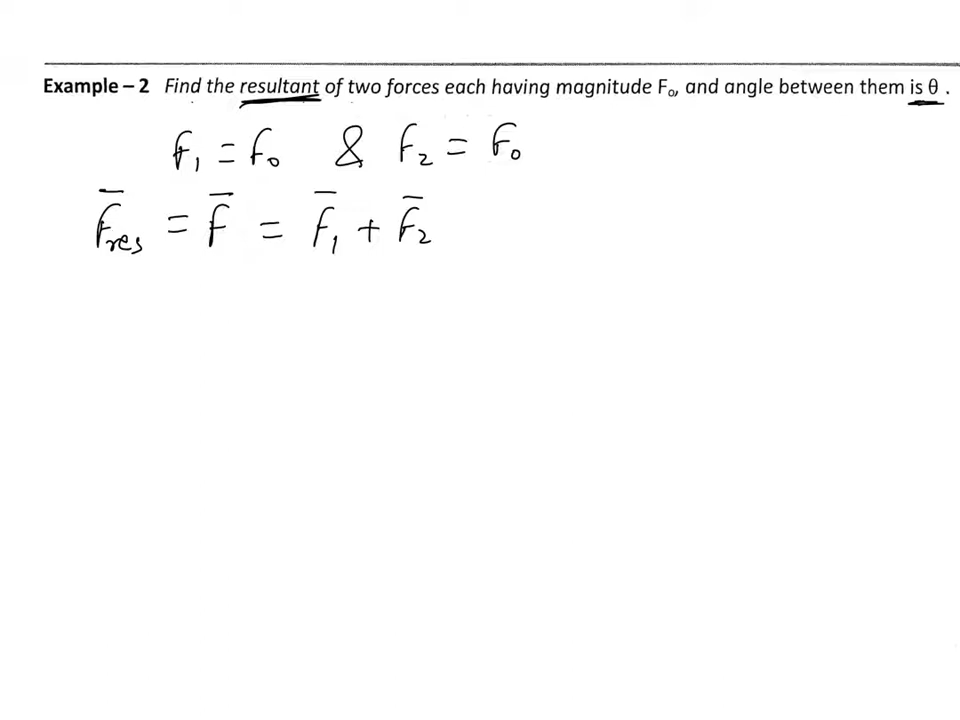 Example – 2 Find the resultant of two forces each having magnitude F₀, and angle between them is θ .
F₁ = F₀ & F₂ = F₀
F̅res = F̅ = F̅₁ + F̅₂